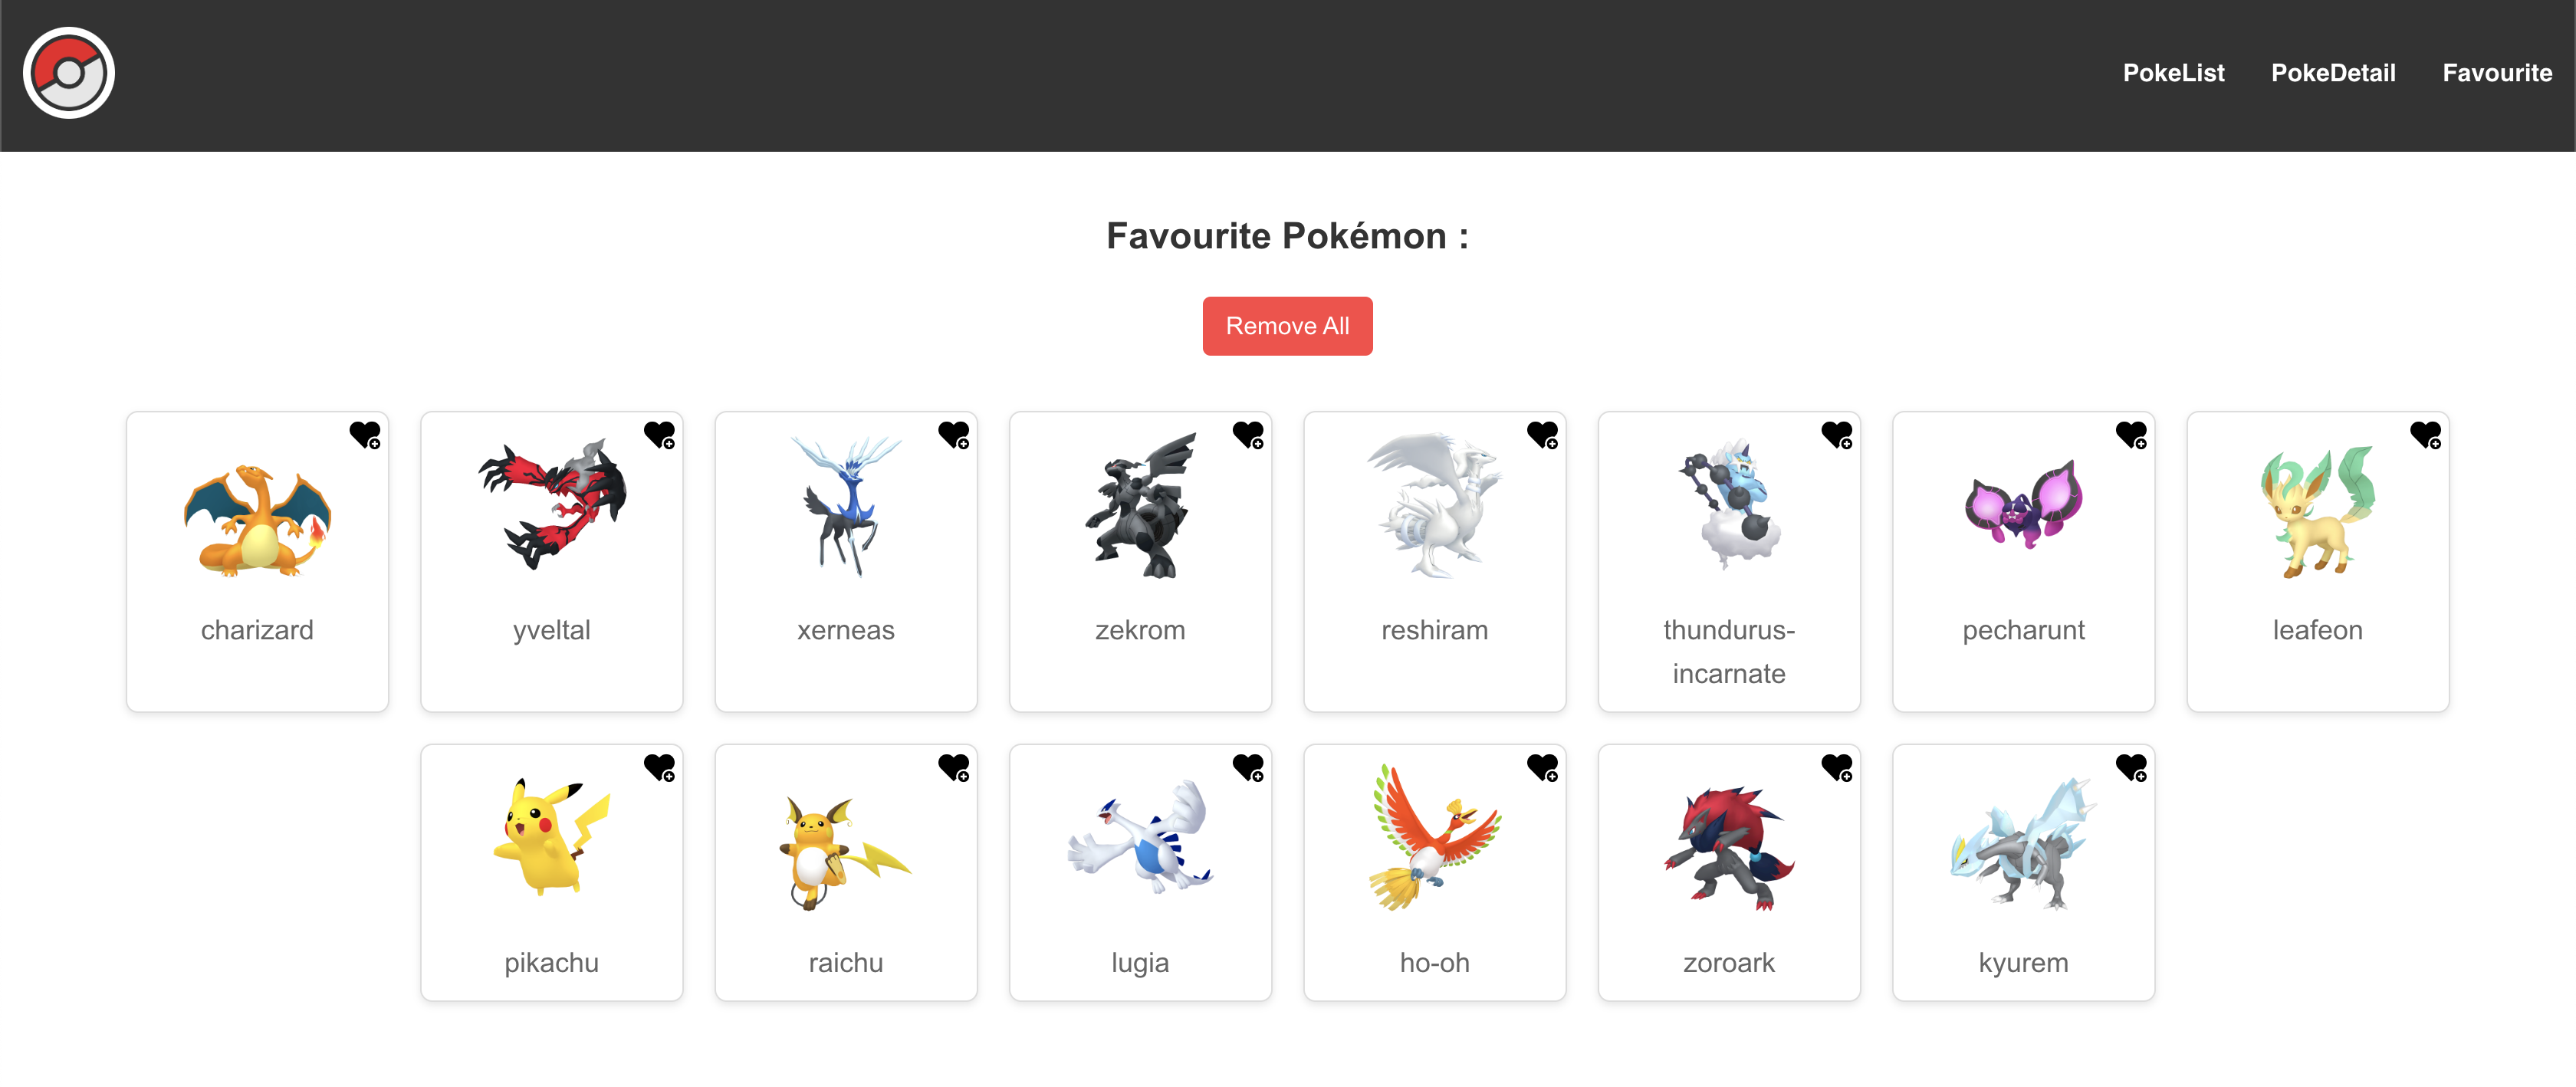 PokeList PokeDetail Favourite
Favourite Pokémon :
Remove All
charizard yveltal xerneas zekrom reshiram thundurus- pecharunt leafeon
incarnate
pikachu raichu lugia ho-oh zoroark kyurem